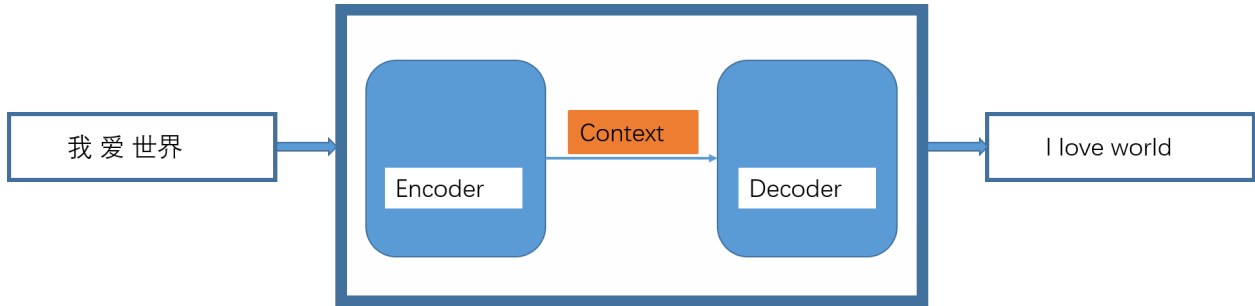 我 爱 世界
Encoder
Context
Decoder
I love world